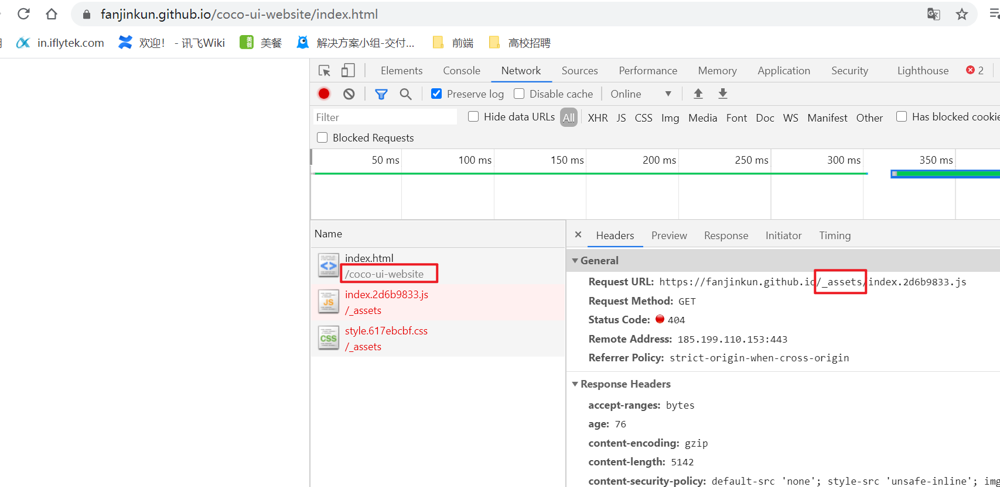 fanjinkun.github.io/coco-ui-website/index.html
in.iflytek.com 欢迎! - 讯飞Wiki 美餐 美餐 解决方案小组-交付... 前端 高校招聘
Elements Console Network Sources Performance Memory Application Security Lighthouse 2
Preserve log Disable cache Online
Filter Hide data URLs All XHR JS CSS Img Media Font Doc WS Manifest Other Has blocked cookie
Blocked Requests
50 ms 100 ms 150 ms 200 ms 250 ms 300 ms 350 ms
Name
index.html
/coco-ui-website
JS
index.2d6b9833.js
/_assets
CSS
style.617ebcbf.css
/_assets
× Headers Preview Response Initiator Timing
General
Request URL: https://fanjinkun.github.io/_assets/index.2d6b9833.js
Request Method: GET
Status Code: 404
Remote Address: 185.199.110.153:443
Referrer Policy: strict-origin-when-cross-origin
Response Headers
accept-ranges: bytes
age: 76
content-encoding: gzip
content-length: 5142
content-security-policy: default-src 'none'; style-src 'unsafe-inline'; img